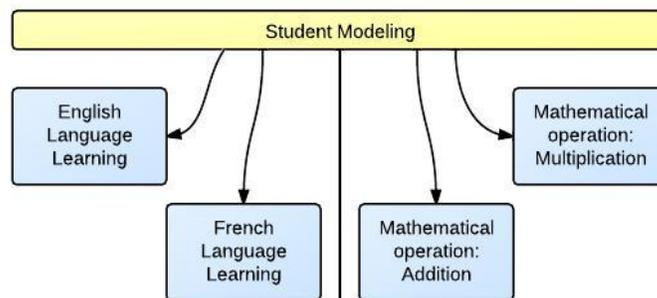 Student Modeling
English
Language
Learning
Mathematical
operation:
Multiplication
French
Language
Learning
Mathematical
operation:
Addition